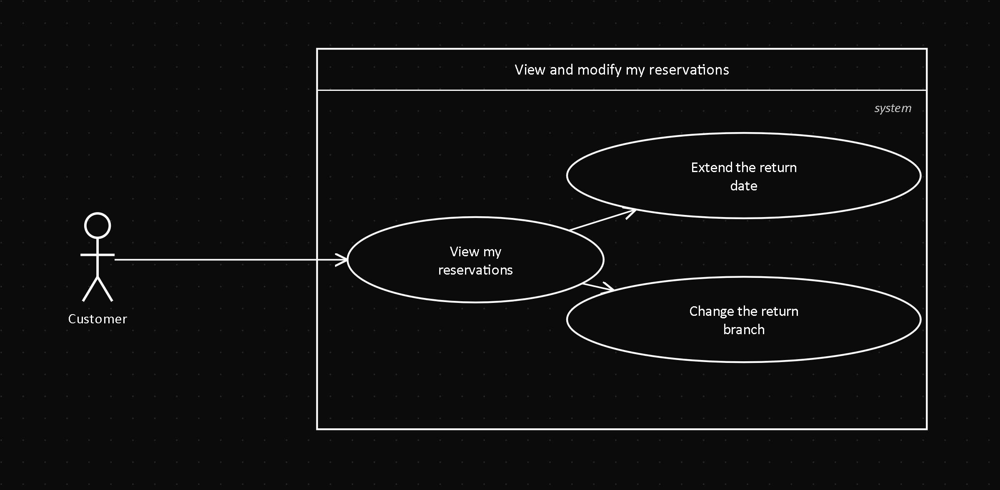 View and modify my reservations
system
Extend the return
date
View my
reservations
Change the return
branch
Customer